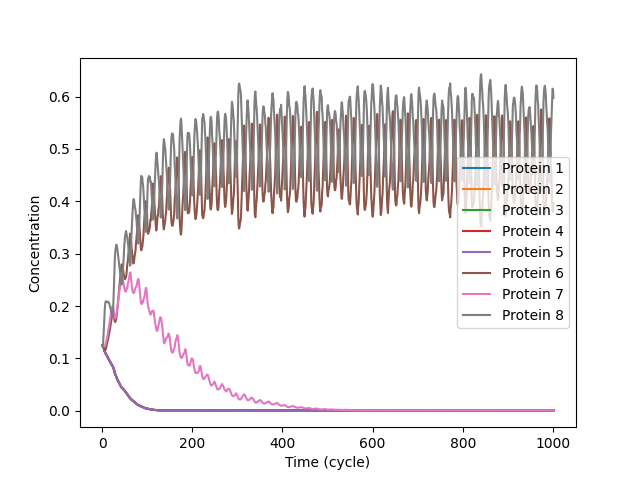 0.6
0.5
0.4
0.3
0.2
0.1
0.0
Concentration
0
200
400
600
800
1000
Time (cycle)
Protein 1
Protein 2
Protein 3
Protein 4
Protein 5
Protein 6
Protein 7
Protein 8